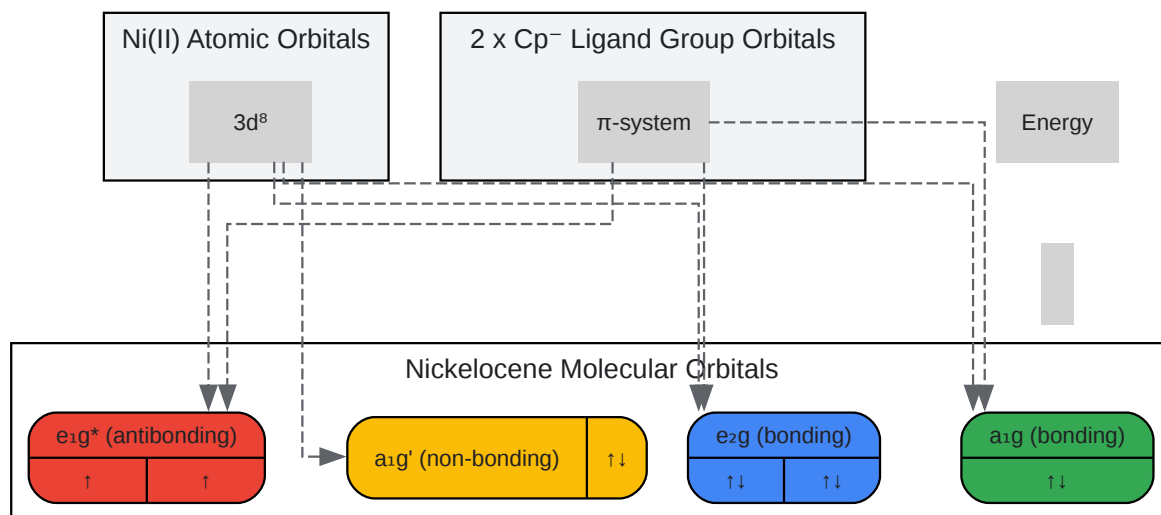 Ni(II) Atomic Orbitals
2 x Cp⁻ Ligand Group Orbitals
3d⁸
π-system
Energy
Nickelocene Molecular Orbitals
e₁g* (antibonding)
↑ ↑
a₁g' (non-bonding) ↑↓
e₂g (bonding)
↑↓ ↑↓
a₁g (bonding)
↑↓